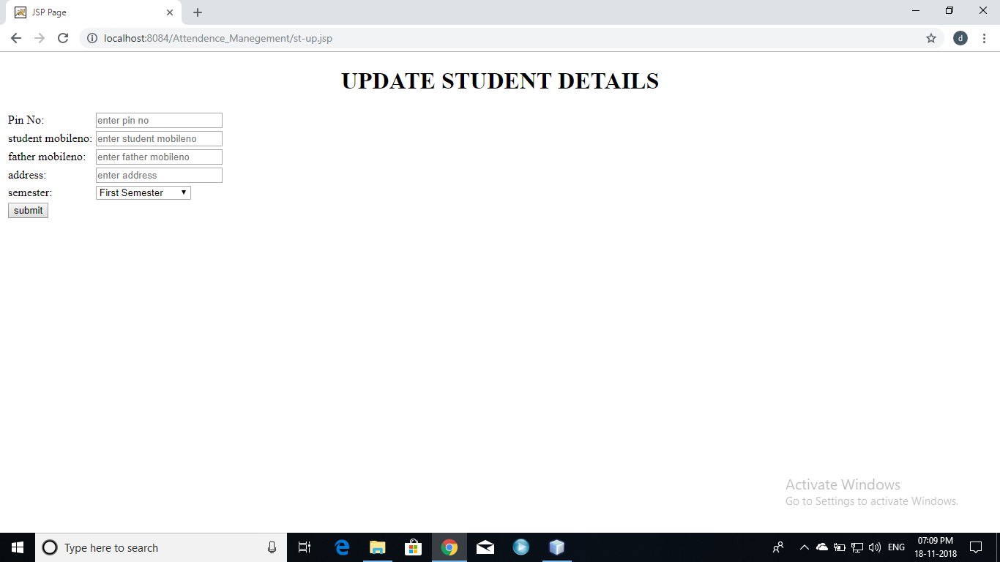 JSP Page
localhost:8084/Attendence_Manegement/st-up.jsp
d
UPDATE STUDENT DETAILS
Pin No: enter pin no
student mobileno: enter student mobileno
father mobileno: enter father mobileno
address: enter address
semester: First Semester
submit
Activate Windows
Go to Settings to activate Windows.
Type here to search
ENG
07:09 PM
18-11-2018